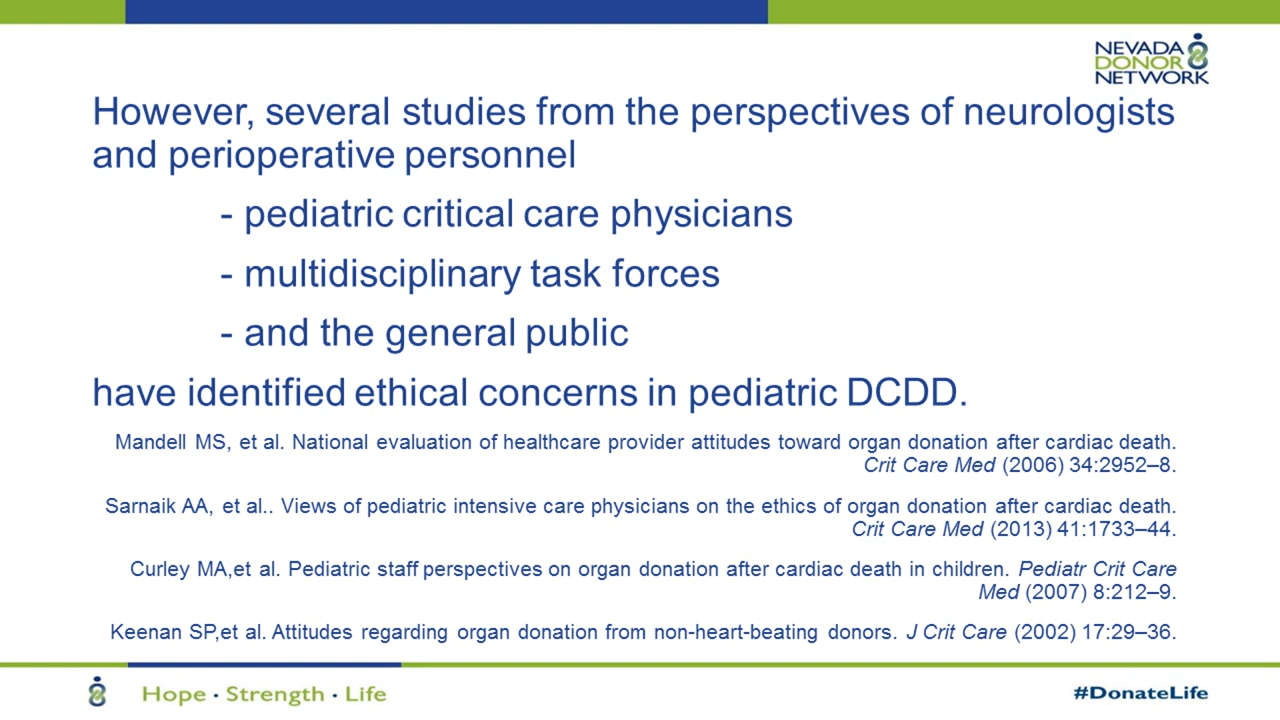 NEVADA
DONOR
NETWORK
However, several studies from the perspectives of neurologists
and perioperative personnel
- pediatric critical care physicians
- multidisciplinary task forces
- and the general public
have identified ethical concerns in pediatric DCDD.
Mandell MS, et al. National evaluation of healthcare provider attitudes toward organ donation after cardiac death.
Crit Care Med (2006) 34:2952–8.
Sarnaik AA, et al.. Views of pediatric intensive care physicians on the ethics of organ donation after cardiac death.
Crit Care Med (2013) 41:1733–44.
Curley MA,et al. Pediatric staff perspectives on organ donation after cardiac death in children. Pediatr Crit Care
Med (2007) 8:212–9.
Keenan SP,et al. Attitudes regarding organ donation from non-heart-beating donors. J Crit Care (2002) 17:29–36.
Hope · Strength · Life
#DonateLife